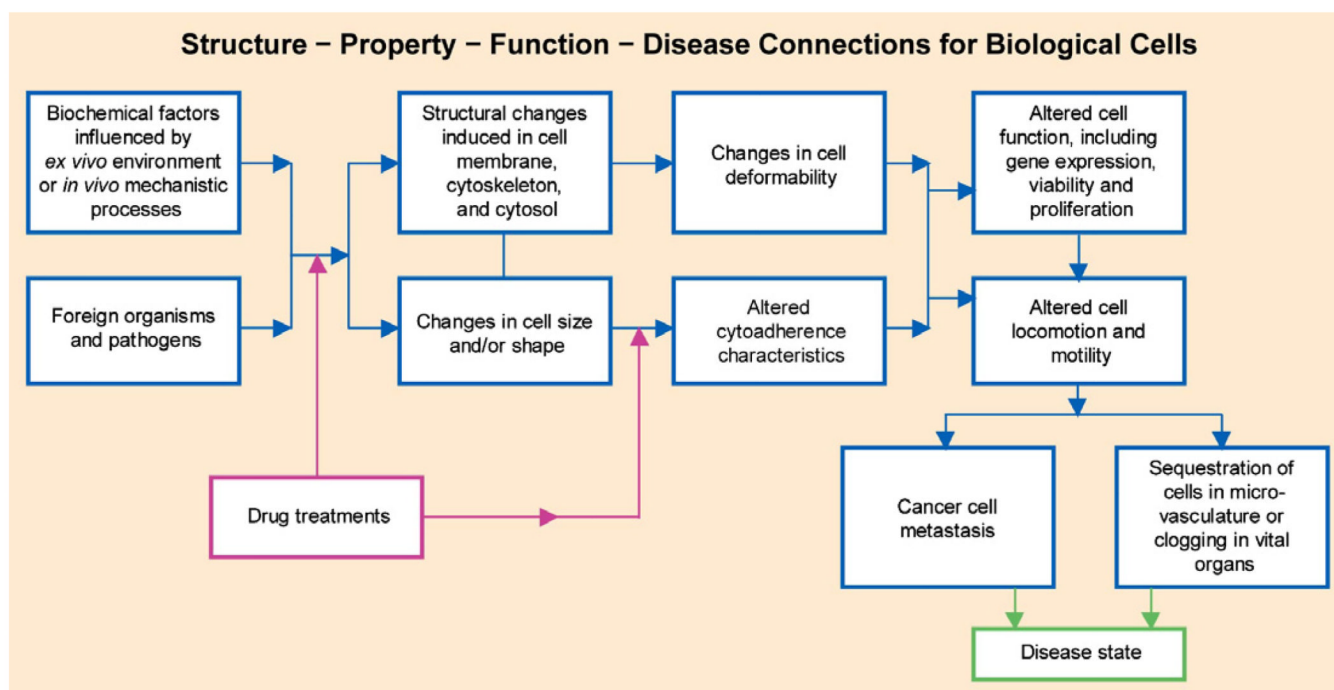 Structure – Property – Function – Disease Connections for Biological Cells
Biochemical factors
influenced by
ex vivo environment
or in vivo mechanistic
processes
Structural changes
induced in cell
membrane,
cytoskeleton,
and cytosol
Changes in cell
deformability
Altered cell
function, including
gene expression,
viability and
proliferation
Foreign organisms
and pathogens
Changes in cell size
and/or shape
Altered
cytoadherence
characteristics
Altered cell
locomotion and
motility
Drug treatments
Cancer cell
metastasis
Sequestration of
cells in micro-
vasculature or
clogging in vital
organs
Disease state